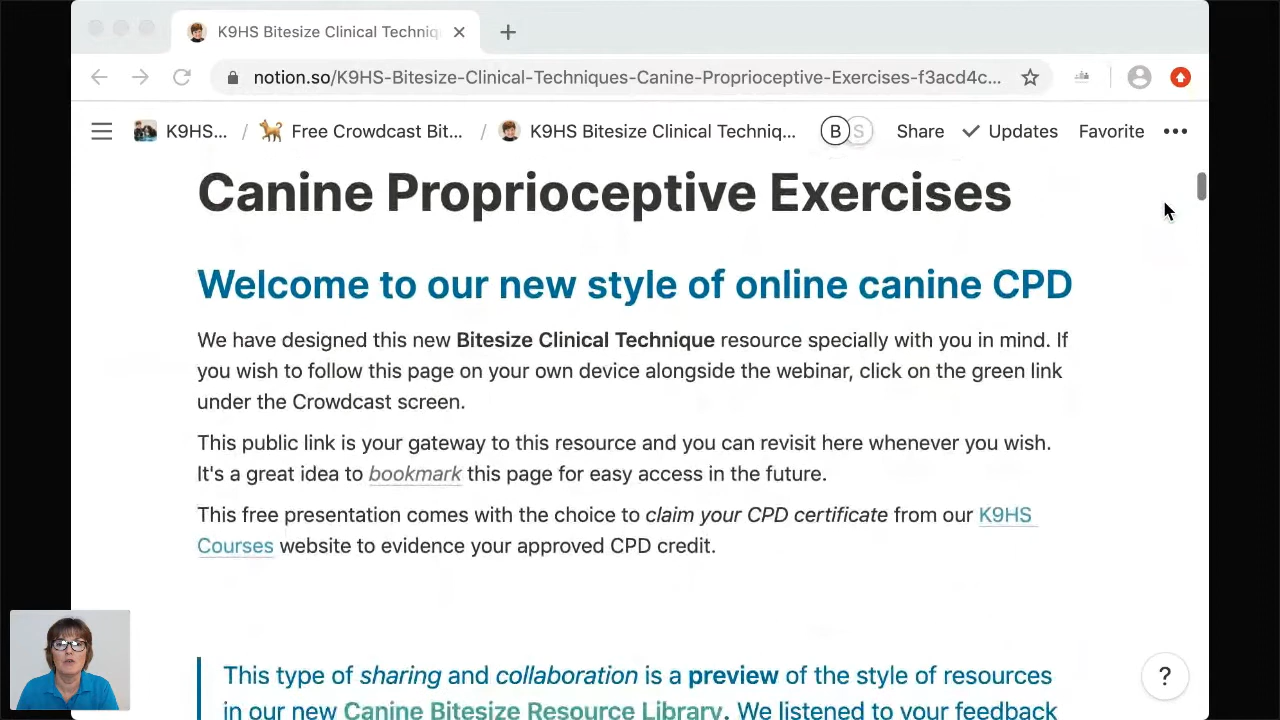 K9HS Bitesize Clinical Techniq
notion.so/K9HS-Bitesize-Clinical-Techniques-Canine-Proprioceptive-Exercises-f3acd4c...
K9HS... / Free Crowdcast Bit... / K9HS Bitesize Clinical Techniq... B S Share Updates Favorite
Canine Proprioceptive Exercises
Welcome to our new style of online canine CPD
We have designed this new Bitesize Clinical Technique resource specially with you in mind. If
you wish to follow this page on your own device alongside the webinar, click on the green link
under the Crowdcast screen.
This public link is your gateway to this resource and you can revisit here whenever you wish.
It's a great idea to bookmark this page for easy access in the future.
This free presentation comes with the choice to claim your CPD certificate from our K9HS
Courses website to evidence your approved CPD credit.
This type of sharing and collaboration is a preview of the style of resources
in our new Canine Bitesize Resource Library. We listened to your feedback
?